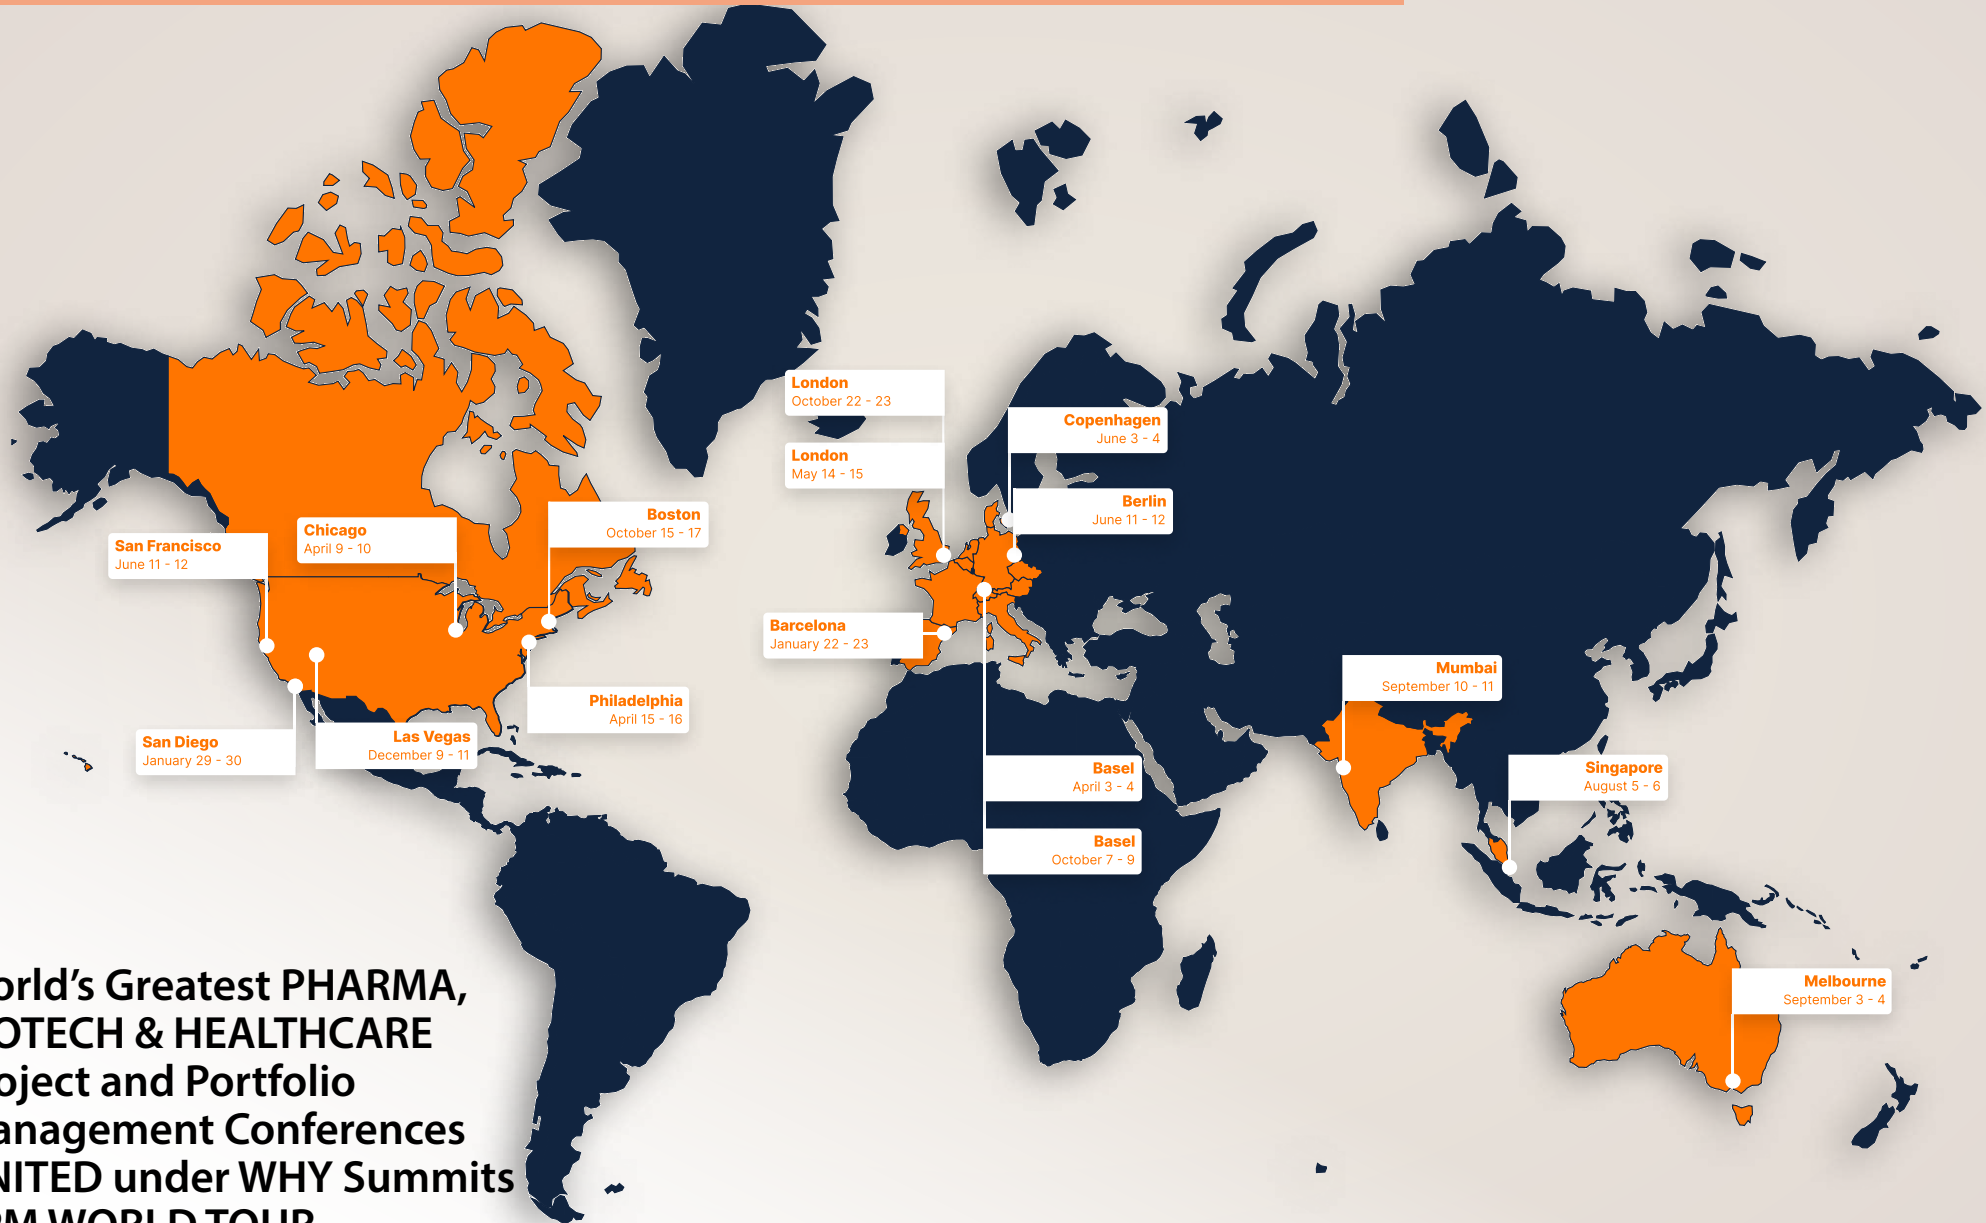 London
October 22 - 23
Copenhagen
June 3 - 4
London
May 14 - 15
Berlin
June 11 - 12
Boston
October 15 - 17
Chicago
April 9 - 10
San Francisco
June 11 - 12
Barcelona
January 22 - 23
Mumbai
September 10 - 11
Philadelphia
April 15 - 16
San Diego
January 29 - 30
Las Vegas
December 9 - 11
Basel
April 3 - 4
Singapore
August 5 - 6
Basel
October 7 - 9
Melbourne
September 3 - 4
orld's Greatest PHARMA,
OTECH & HEALTHCARE
oject and Portfolio
anagement Conferences
NITED under WHY Summits
WORLD TOUR